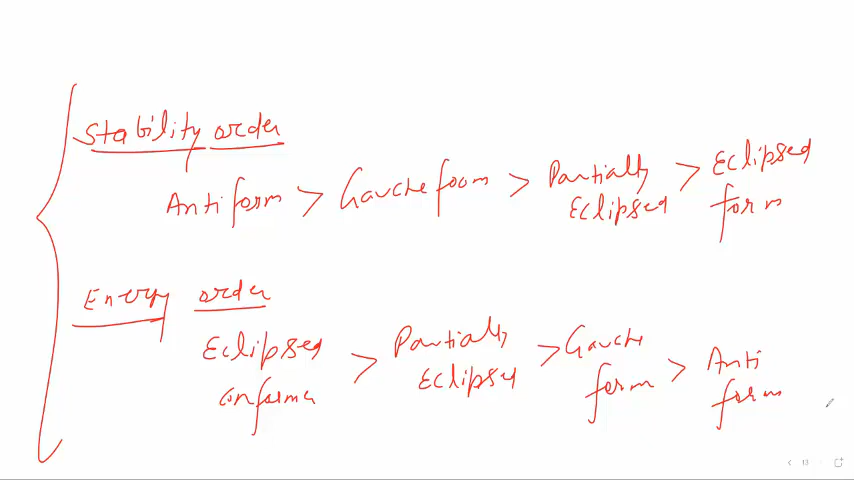 Stability order
Anti form > Gauche form > Partially Eclipsed > Eclipsed form
Energy order
Eclipsed conforma > Partially Eclipsed > Gauche form > Anti form
13